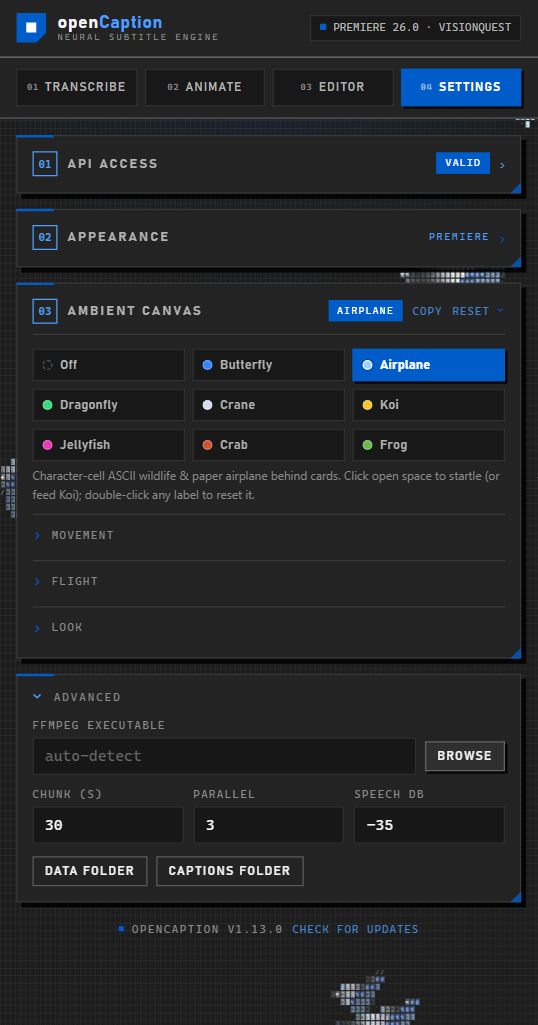 openCaption
NEURAL SUBTITLE ENGINE
PREMIERE 26.0 · VISIONQUEST
01 TRANSCRIBE
02 ANIMATE
03 EDITOR
04 SETTINGS
01 API ACCESS
VALID
02 APPEARANCE
PREMIERE
03 AMBIENT CANVAS
AIRPLANE COPY RESET
Off
Butterfly
Airplane
Dragonfly
Crane
Koi
Jellyfish
Crab
Frog
Character-cell ASCII wildlife & paper airplane behind cards. Click open space to startle (or
feed Koi); double-click any label to reset it.
MOVEMENT
FLIGHT
LOOK
ADVANCED
FFMPEG EXECUTABLE
auto-detect
BROWSE
CHUNK (S)
PARALLEL
SPEECH DB
30
3
−35
DATA FOLDER
CAPTIONS FOLDER
OPENCAPTION V1.13.0 CHECK FOR UPDATES